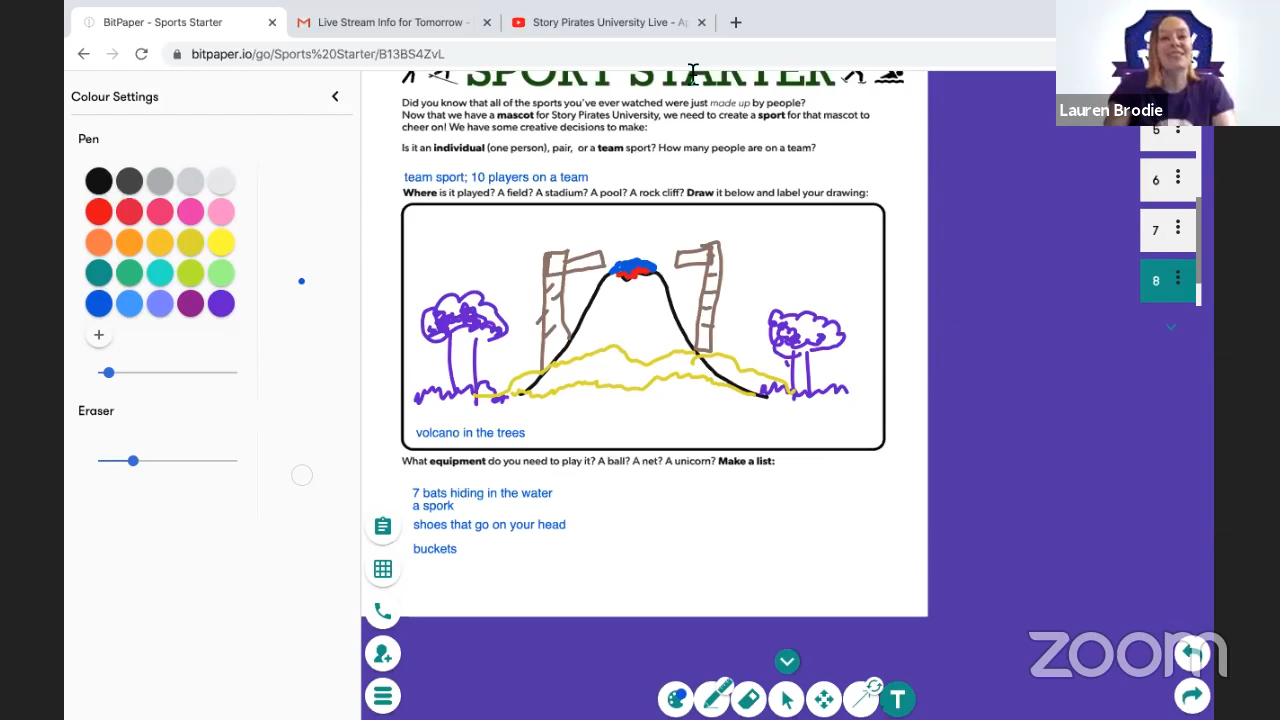 BitPaper - Sports Starter
Live Stream Info for Tomorrow -
Story Pirates University Live - Ap
bitpaper.io/go/Sports%20Starter/B13BS4ZvL
Colour Settings
Pen
Eraser
SPORT STARTER
Did you know that all of the sports you've ever watched were just made up by people?
Now that we have a mascot for Story Pirates University, we need to create a sport for that mascot to
cheer on! We have some creative decisions to make:
Is it an individual (one person), pair, or a team sport? How many people are on a team?
team sport; 10 players on a team
Where is it played? A field? A stadium? A pool? A rock cliff? Draw it below and label your drawing:
volcano in the trees
What equipment do you need to play it? A ball? A net? A unicorn? Make a list:
7 bats hiding in the water
a spork
shoes that go on your head
buckets
Lauren Brodie
5
6
7
8
T
zoom